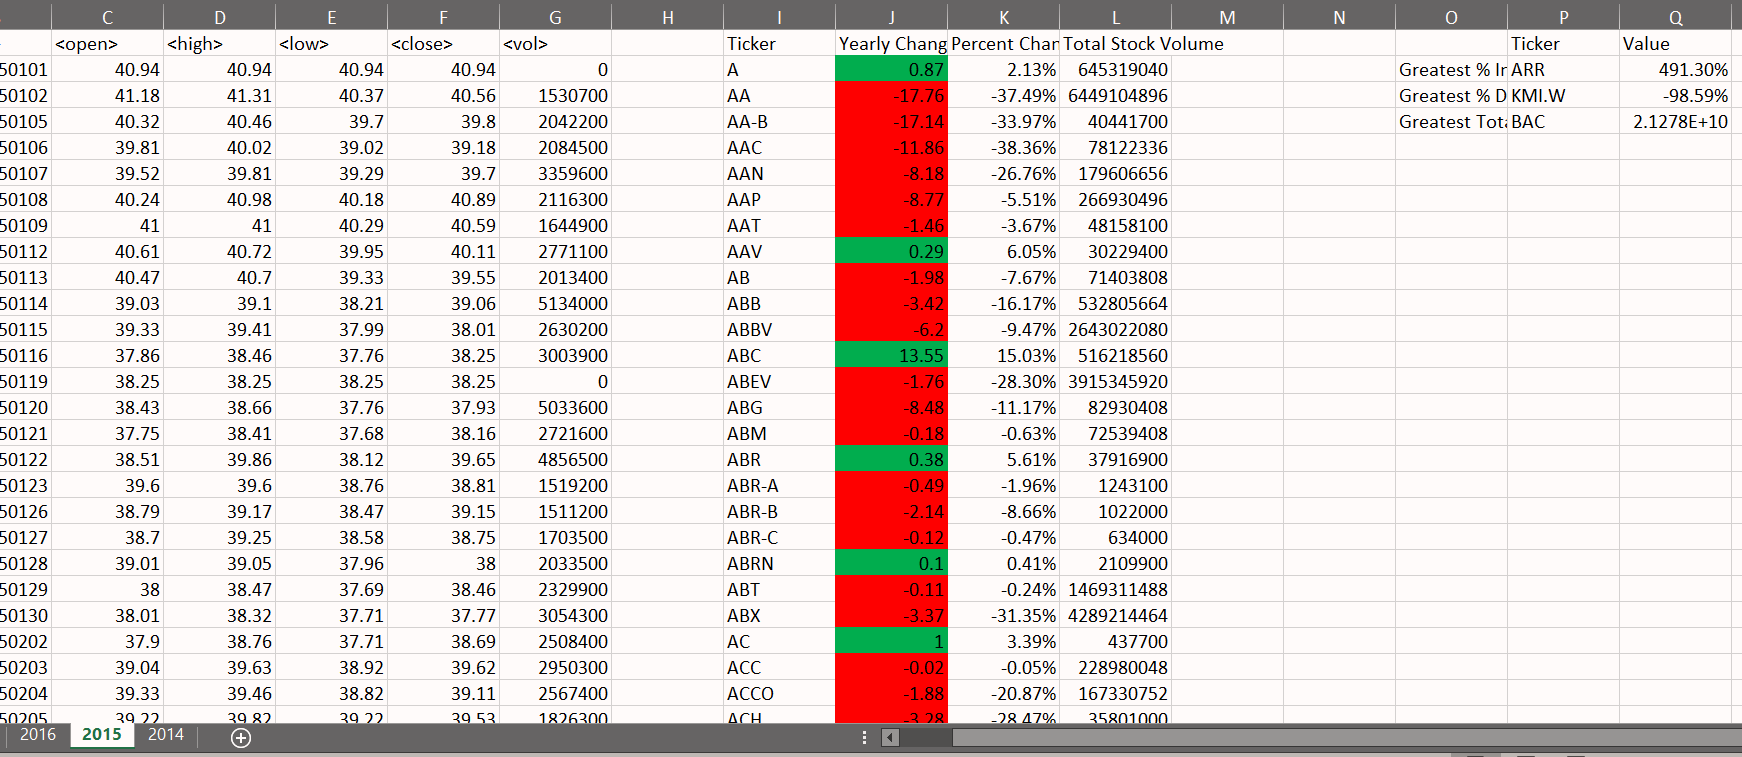 C D E F G H I J K L M N O P Q
<open> <high> <low> <close> <vol> Ticker Yearly Chang Percent Char Total Stock Volume Ticker Value
50101 40.94 40.94 40.94 40.94 0 A 0.87 2.13% 645319040 Greatest % Ir ARR 491.30%
50102 41.18 41.31 40.37 40.56 1530700 AA -17.76 -37.49% 6449104896 Greatest % D KMI.W -98.59%
50105 40.32 40.46 39.7 39.8 2042200 AA-B -17.14 -33.97% 40441700 Greatest Tota BAC 2.1278E+10
50106 39.81 40.02 39.02 39.18 2084500 AAC -11.86 -38.36% 78122336
50107 39.52 39.81 39.29 39.7 3359600 AAN -8.18 -26.76% 179606656
50108 40.24 40.98 40.18 40.89 2116300 AAP -8.77 -5.51% 266930496
50109 41 41 40.29 40.59 1644900 AAT -1.46 -3.67% 48158100
50112 40.61 40.72 39.95 40.11 2771100 AAV 0.29 6.05% 30229400
50113 40.47 40.7 39.33 39.55 2013400 AB -1.98 -7.67% 71403808
50114 39.03 39.1 38.21 39.06 5134000 ABB -3.42 -16.17% 532805664
50115 39.33 39.41 37.99 38.01 2630200 ABBV -6.2 -9.47% 2643022080
50116 37.86 38.46 37.76 38.25 3003900 ABC 13.55 15.03% 516218560
50119 38.25 38.25 38.25 38.25 0 ABEV -1.76 -28.30% 3915345920
50120 38.43 38.66 37.76 37.93 5033600 ABG -8.48 -11.17% 82930408
50121 37.75 38.41 37.68 38.16 2721600 ABM -0.18 -0.63% 72539408
50122 38.51 39.86 38.12 39.65 4856500 ABR 0.38 5.61% 37916900
50123 39.6 39.6 38.76 38.81 1519200 ABR-A -0.49 -1.96% 1243100
50126 38.79 39.17 38.47 39.15 1511200 ABR-B -2.14 -8.66% 1022000
50127 38.7 39.25 38.58 38.75 1703500 ABR-C -0.12 -0.47% 634000
50128 39.01 39.05 37.96 38 2033500 ABRN 0.1 0.41% 2109900
50129 38 38.47 37.69 38.46 2329900 ABT -0.11 -0.24% 1469311488
50130 38.01 38.32 37.71 37.77 3054300 ABX -3.37 -31.35% 4289214464
50202 37.9 38.76 37.71 38.69 2508400 AC 1 3.39% 437700
50203 39.04 39.63 38.92 39.62 2950300 ACC -0.02 -0.05% 228980048
50204 39.33 39.46 38.82 39.11 2567400 ACCO -1.88 -20.87% 167330752
50205 39.22 39.82 39.22 39.53 1826300 ACH -3.28 -28.47% 35801000
2016 2015 2014